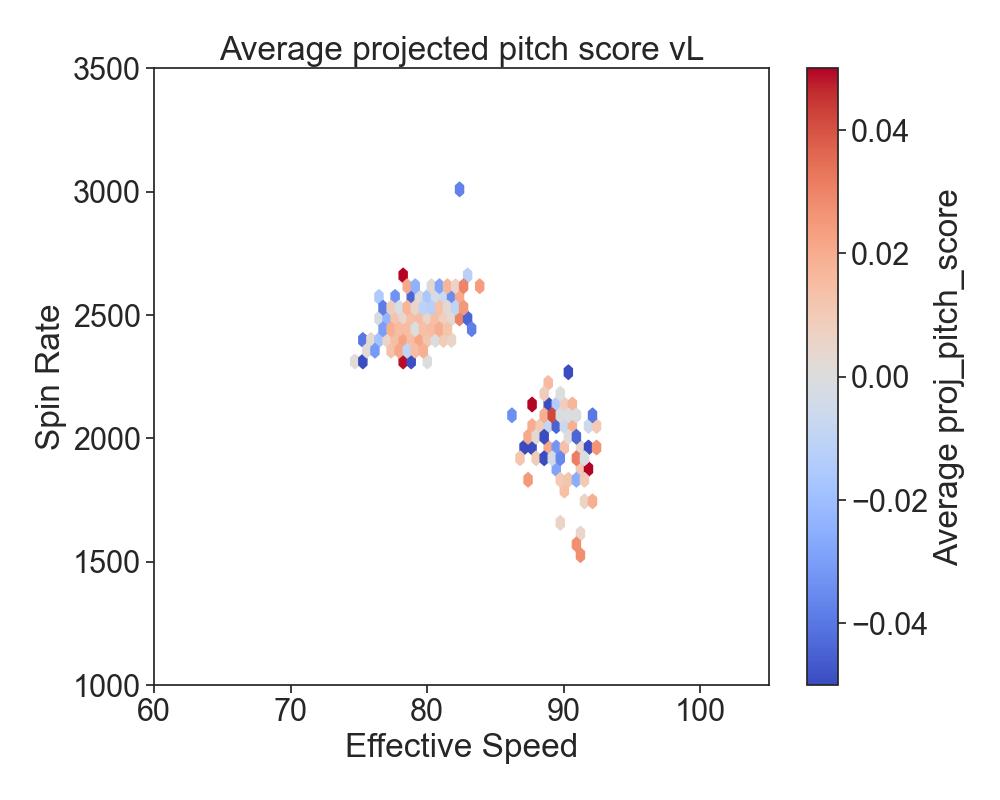 Average projected pitch score vL
3500
3000
2500
2000
1500
1000
Spin Rate
60 70 80 90 100
Effective Speed
0.04
0.02
0.00
−0.02
−0.04
Average proj_pitch_score